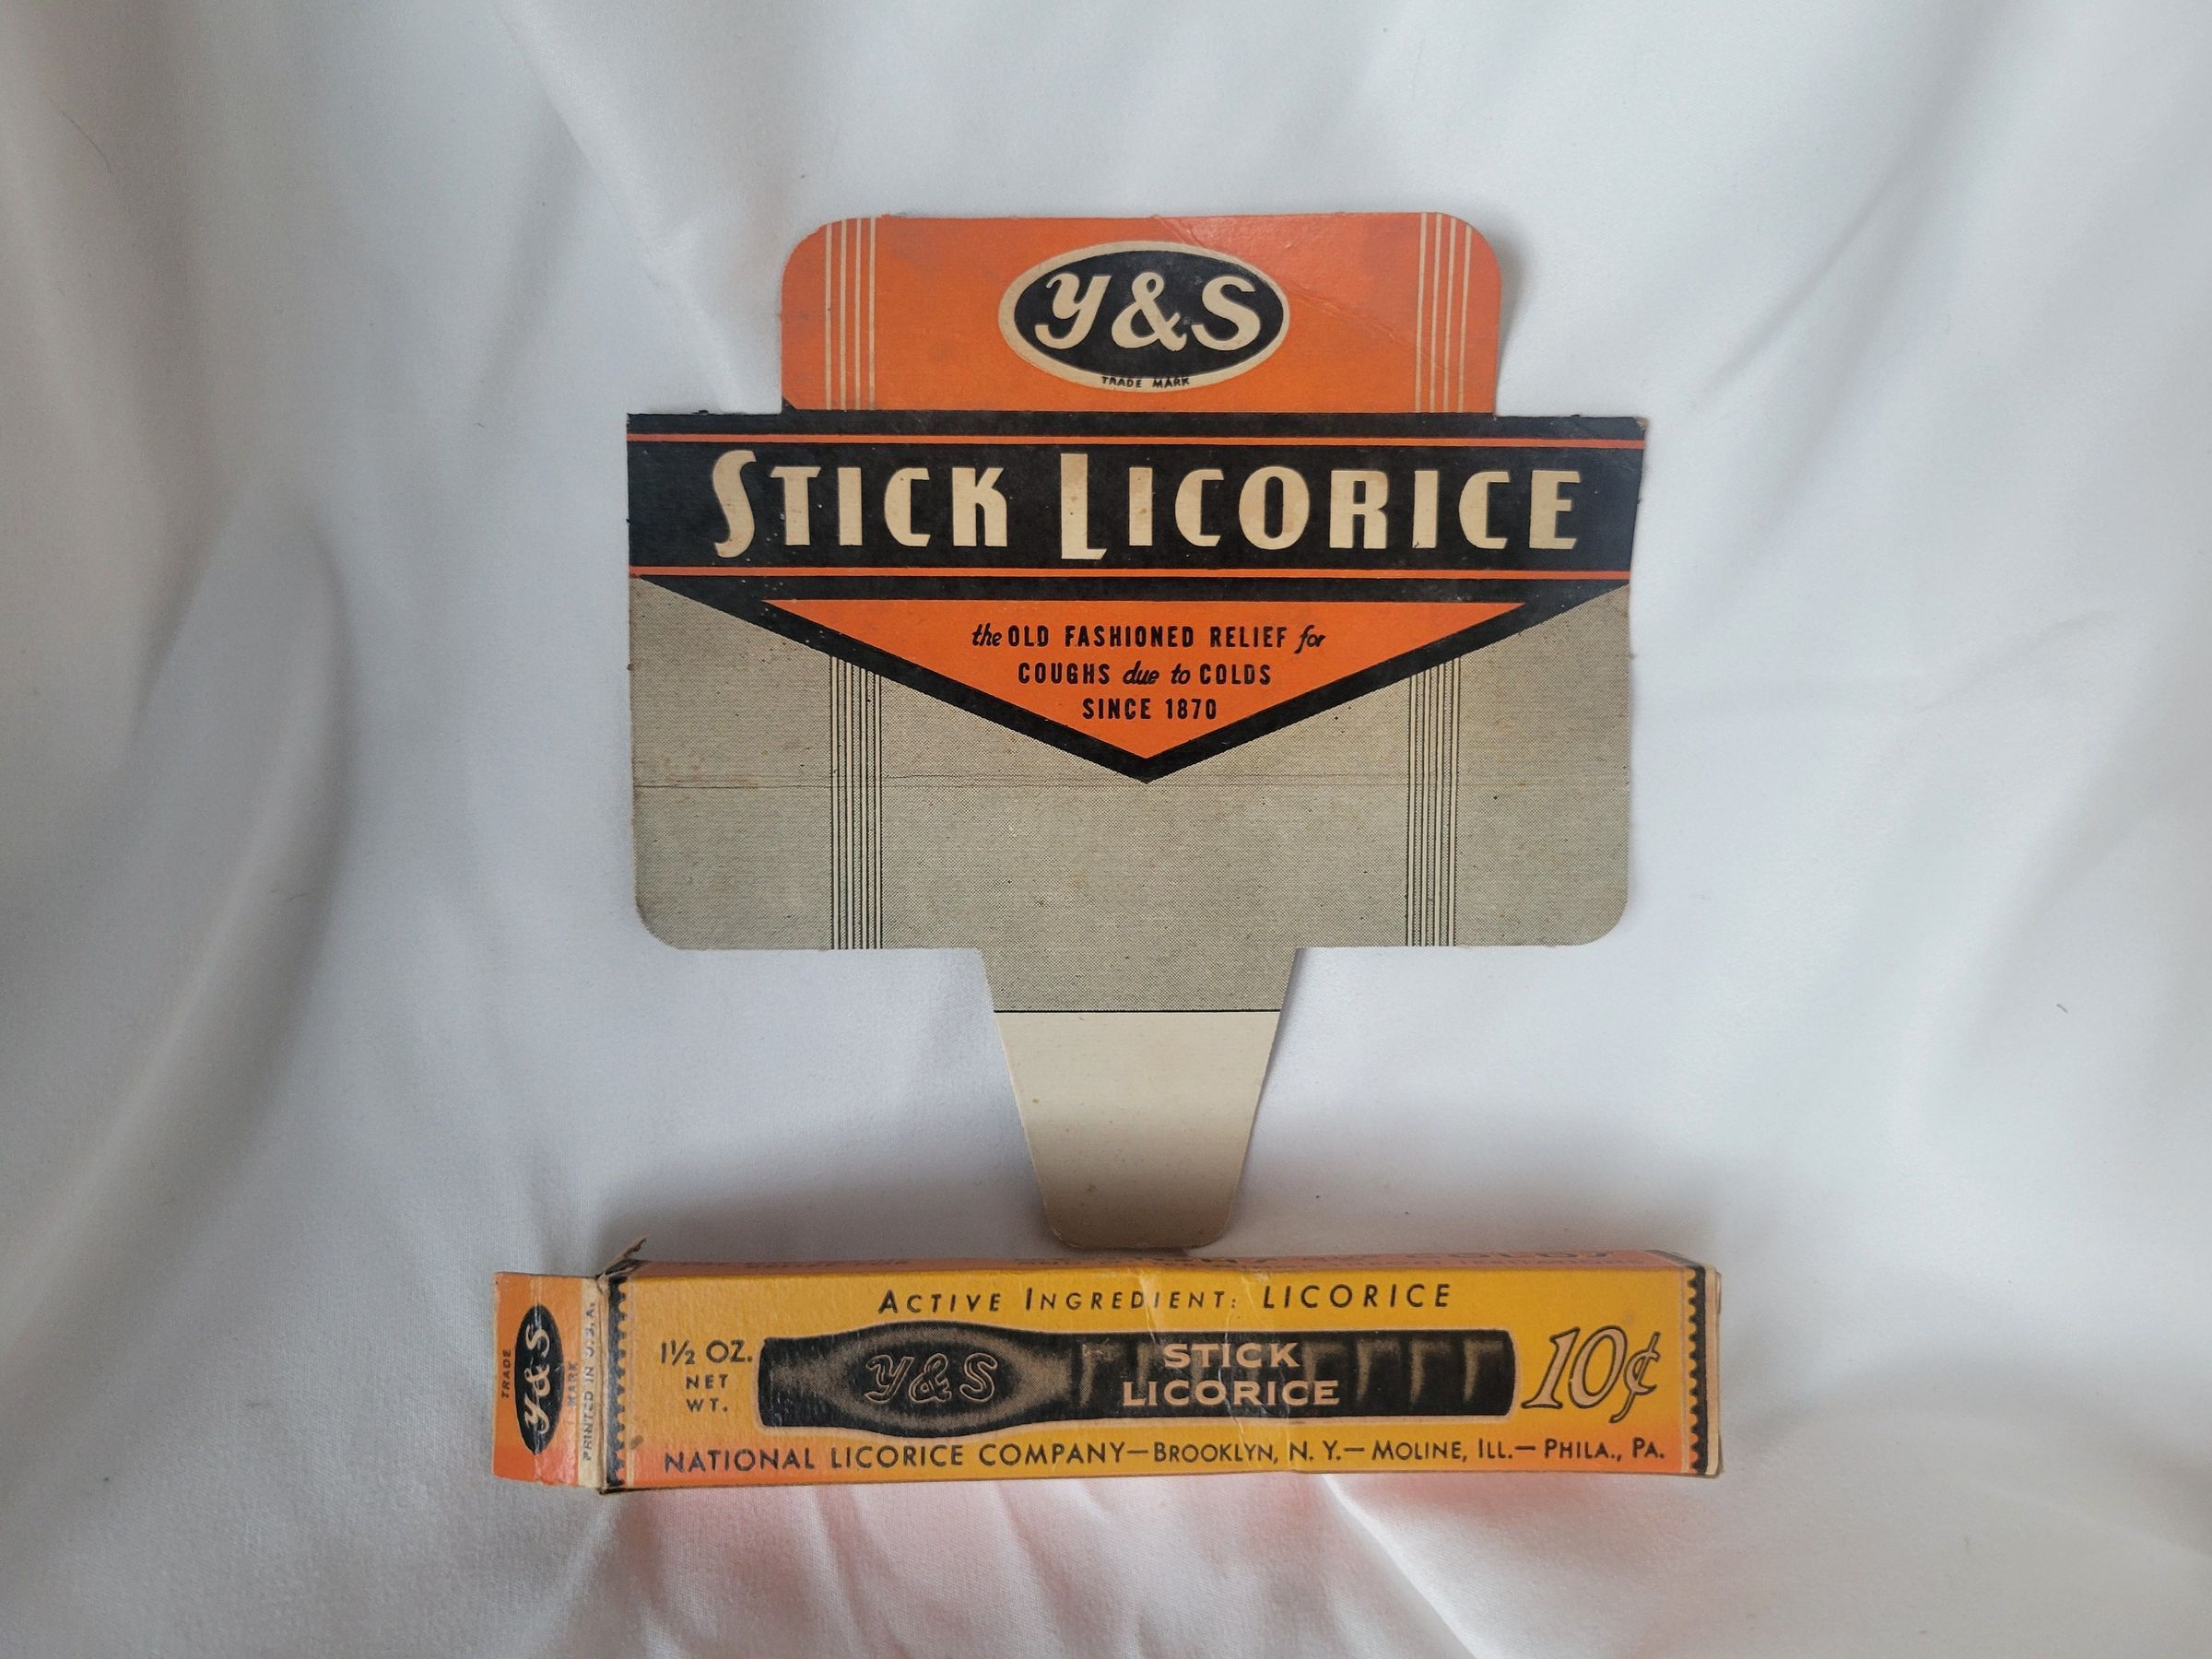 Y&S
TRADE MARK
STICK LICORICE
the OLD FASHIONED RELIEF for
COUGHS due to COLDS
SINCE 1870
ACTIVE INGREDIENT: LICORICE
1½ OZ.
NET
WT.
Y&S
STICK
LICORICE
10¢
NATIONAL LICORICE COMPANY—BROOKLYN, N. Y.—MOLINE, ILL.—PHILA., PA.
TRADE
Y&S
MARK
PRINTED IN U.S.A.